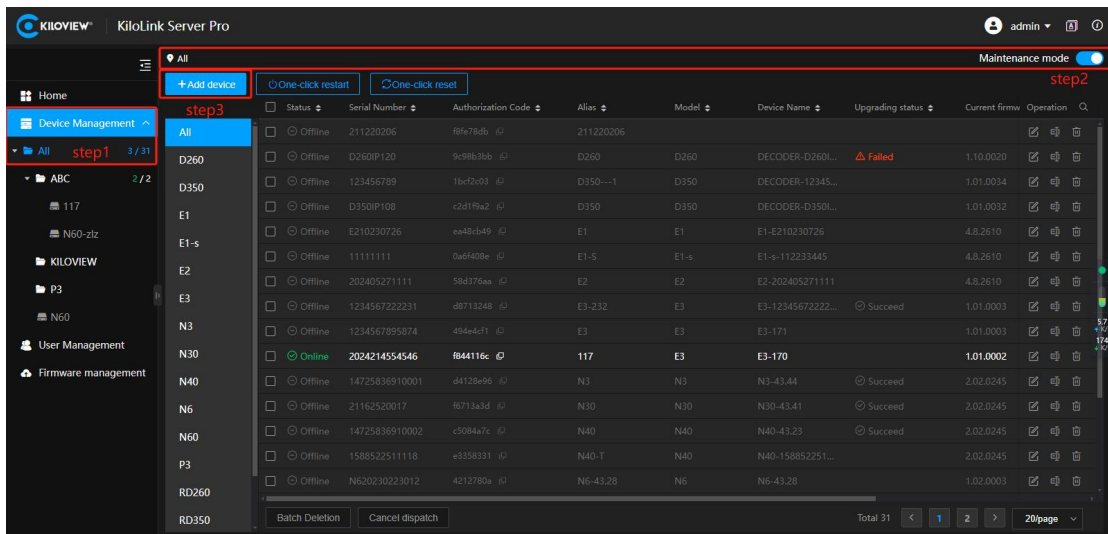 KILOVIEW® KiloLink Server Pro admin
All Maintenance mode
step2
+Add device One-click restart One-click reset
step3
Home
Device Management
All step1 3 / 31
ABC 2 / 2
117
N60-zlz
KILOVIEW
P3
N60
User Management
Firmware management
All
D260
D350
E1
E1-s
E2
E3
N3
N30
N40
N6
N60
P3
RD260
RD350
Status Serial Number Authorization Code Alias Model Device Name Upgrading status Current firmw Operation
Offline 211220206 f8fe78db 211220206
Offline D260IP120 9c98b3bb D260 D260 DECODER-D260I... Failed 1.10.0020
Offline 123456789 1bcf2c03 D350---1 D350 DECODER-12345... 1.01.0034
Offline D350IP108 c2d1f9a2 D350 D350 DECODER-D350I... 1.01.0032
Offline E210230726 ea48cb49 E1 E1 E1-E210230726 4.8.2610
Offline 11111111 0a6f408e E1-S E1-s E1-s-112233445 4.8.2610
Offline 202405271111 58d376aa E2 E2 E2-202405271111 4.8.2610
Offline 1234567222231 d8713248 E3-232 E3 E3-12345672222... Succeed 1.01.0003
Offline 1234567895874 494e4cf1 E3 E3 E3-171 1.01.0003
Online 2024214554546 f844116c 117 E3 E3-170 1.01.0002
Offline 14725836910001 d4128e96 N3 N3 N3-43.44 Succeed 2.02.0245
Offline 21162520017 f6713a3d N30 N30 N30-43.41 Succeed 2.02.0245
Offline 14725836910002 c5084a7c N40 N40 N40-43.23 Succeed 2.02.0245
Offline 1588522511118 e3358331 N40-T N40 N40-158852251... 2.02.0245
Offline N620230223012 4212780a N6-43.28 N6 N6-43.28 1.02.0003
Batch Deletion Cancel dispatch Total 31 1 2 20/page